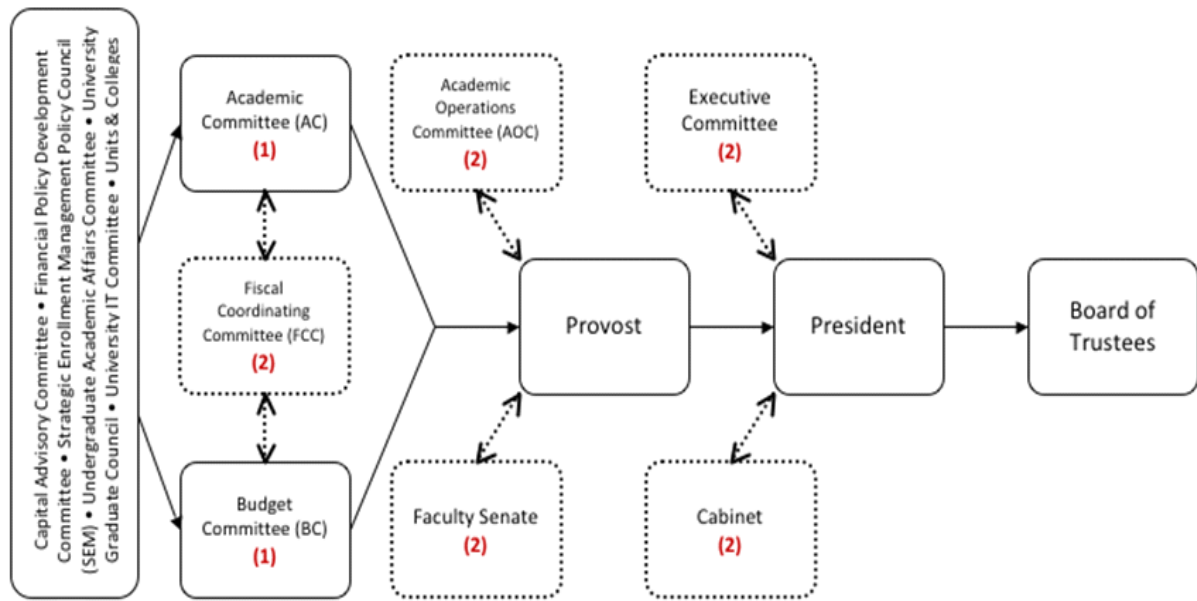 Capital Advisory Committee • Financial Policy Development
Committee • Strategic Enrollment Management Policy Council
(SEM) • Undergraduate Academic Affairs Committee • University
Graduate Council • University IT Committee • Units & Colleges
Academic
Committee (AC)
(1)
Fiscal
Coordinating
Committee (FCC)
(2)
Budget
Committee (BC)
(1)
Academic
Operations
Committee (AOC)
(2)
Faculty Senate
(2)
Provost
Executive
Committee
(2)
President
Cabinet
(2)
Board of
Trustees